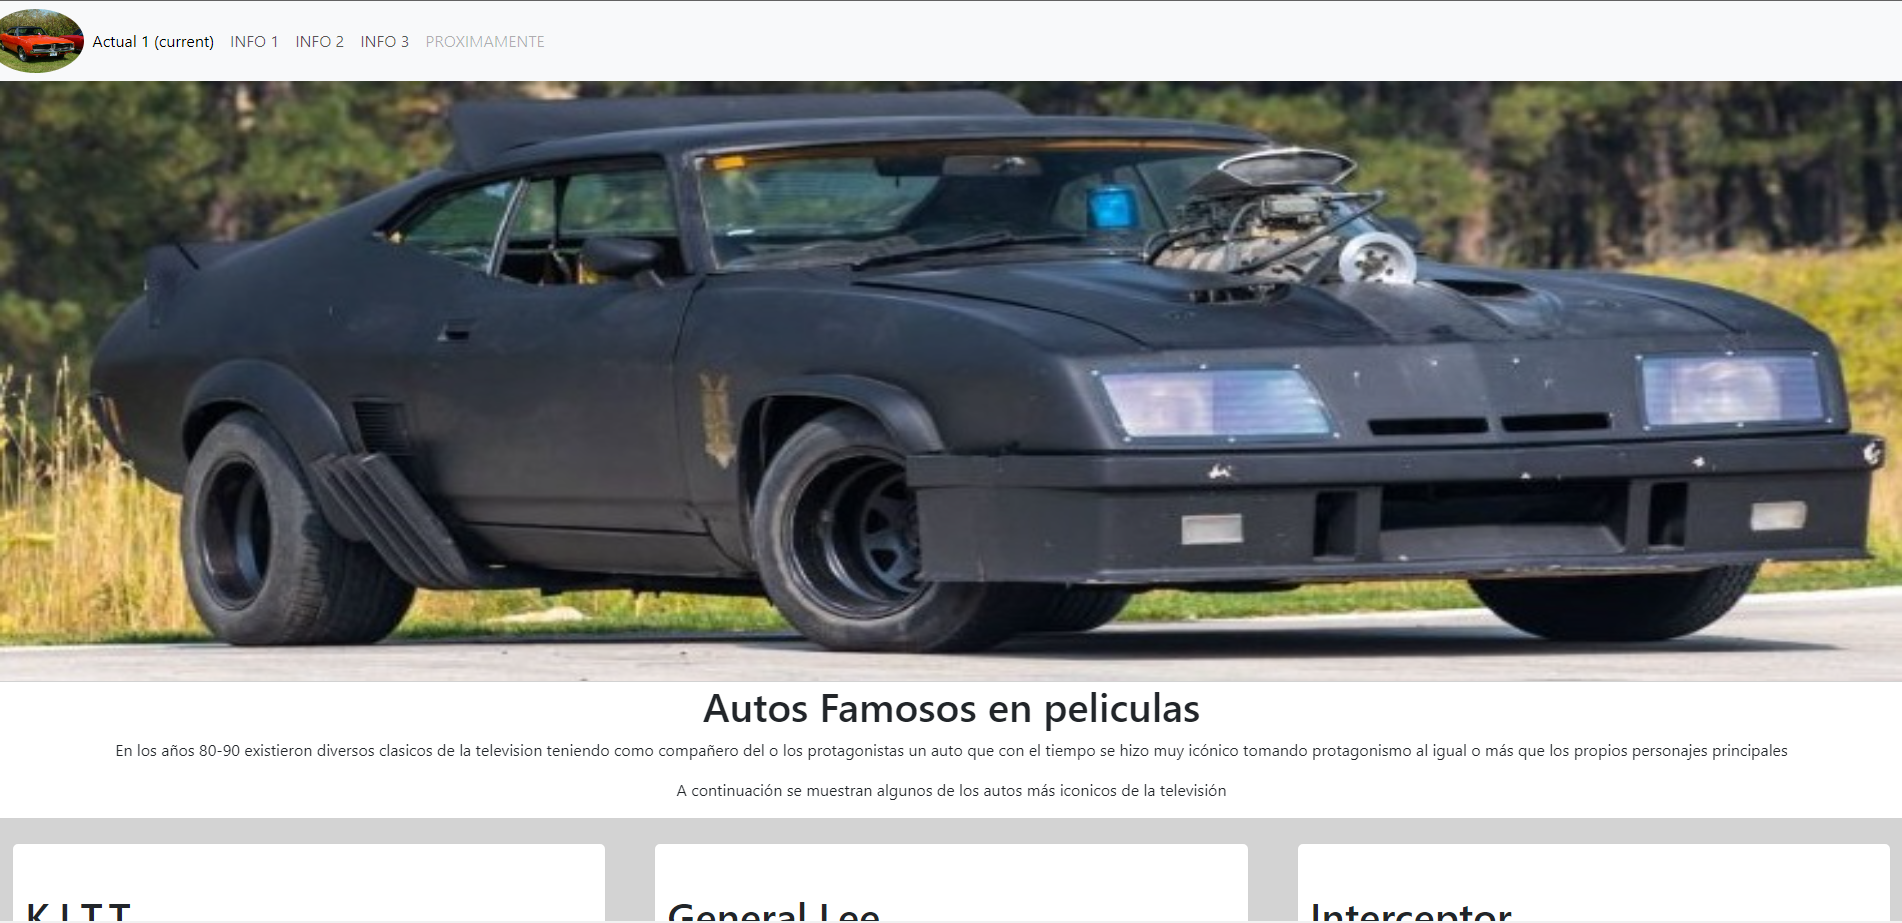 Actual 1 (current) INFO 1 INFO 2 INFO 3 PROXIMAMENTE
Autos Famosos en peliculas
En los años 80-90 existieron diversos clasicos de la television teniendo como compañero del o los protagonistas un auto que con el tiempo se hizo muy icónico tomando protagonismo al igual o más que los propios personajes principales
A continuación se muestran algunos de los autos más iconicos de la televisión
K.I.T.T. General Lee Interceptor